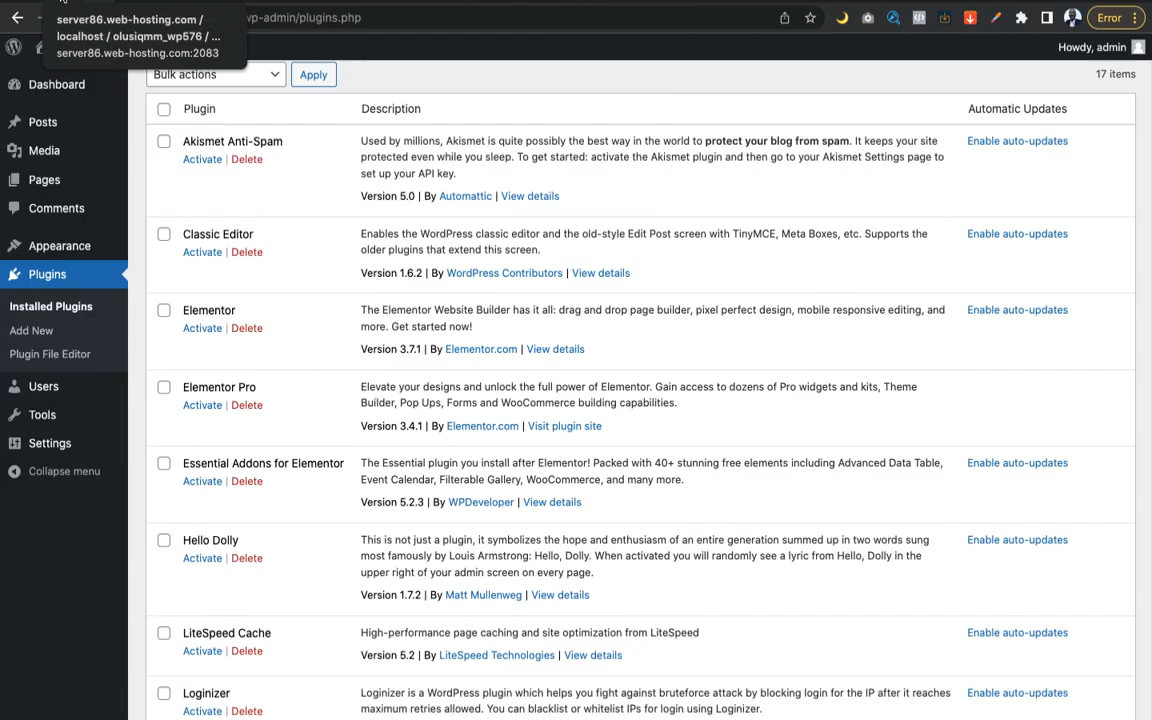 server86.web-hosting.com /
localhost / olusiqmm_wp576 / ...
server86.web-hosting.com:2083
wp-admin/plugins.php
Error
Howdy, admin
Dashboard
Posts
Media
Pages
Comments
Appearance
Plugins
Installed Plugins
Add New
Plugin File Editor
Users
Tools
Settings
Collapse menu
Bulk actions
Apply
17 items
Plugin
Description
Automatic Updates
Akismet Anti-Spam
Activate | Delete
Used by millions, Akismet is quite possibly the best way in the world to protect your blog from spam. It keeps your site
protected even while you sleep. To get started: activate the Akismet plugin and then go to your Akismet Settings page to
set up your API key.
Version 5.0 | By Automattic | View details
Enable auto-updates
Classic Editor
Activate | Delete
Enables the WordPress classic editor and the old-style Edit Post screen with TinyMCE, Meta Boxes, etc. Supports the
older plugins that extend this screen.
Version 1.6.2 | By WordPress Contributors | View details
Enable auto-updates
Elementor
Activate | Delete
The Elementor Website Builder has it all: drag and drop page builder, pixel perfect design, mobile responsive editing, and
more. Get started now!
Version 3.7.1 | By Elementor.com | View details
Enable auto-updates
Elementor Pro
Activate | Delete
Elevate your designs and unlock the full power of Elementor. Gain access to dozens of Pro widgets and kits, Theme
Builder, Pop Ups, Forms and WooCommerce building capabilities.
Version 3.4.1 | By Elementor.com | Visit plugin site
Essential Addons for Elementor
Activate | Delete
The Essential plugin you install after Elementor! Packed with 40+ stunning free elements including Advanced Data Table,
Event Calendar, Filterable Gallery, WooCommerce, and many more.
Version 5.2.3 | By WPDeveloper | View details
Enable auto-updates
Hello Dolly
Activate | Delete
This is not just a plugin, it symbolizes the hope and enthusiasm of an entire generation summed up in two words sung
most famously by Louis Armstrong: Hello, Dolly. When activated you will randomly see a lyric from Hello, Dolly in the
upper right of your admin screen on every page.
Version 1.7.2 | By Matt Mullenweg | View details
Enable auto-updates
LiteSpeed Cache
Activate | Delete
High-performance page caching and site optimization from LiteSpeed
Version 5.2 | By LiteSpeed Technologies | View details
Enable auto-updates
Loginizer
Activate | Delete
Loginizer is a WordPress plugin which helps you fight against bruteforce attack by blocking login for the IP after it reaches
maximum retries allowed. You can blacklist or whitelist IPs for login using Loginizer.
Enable auto-updates